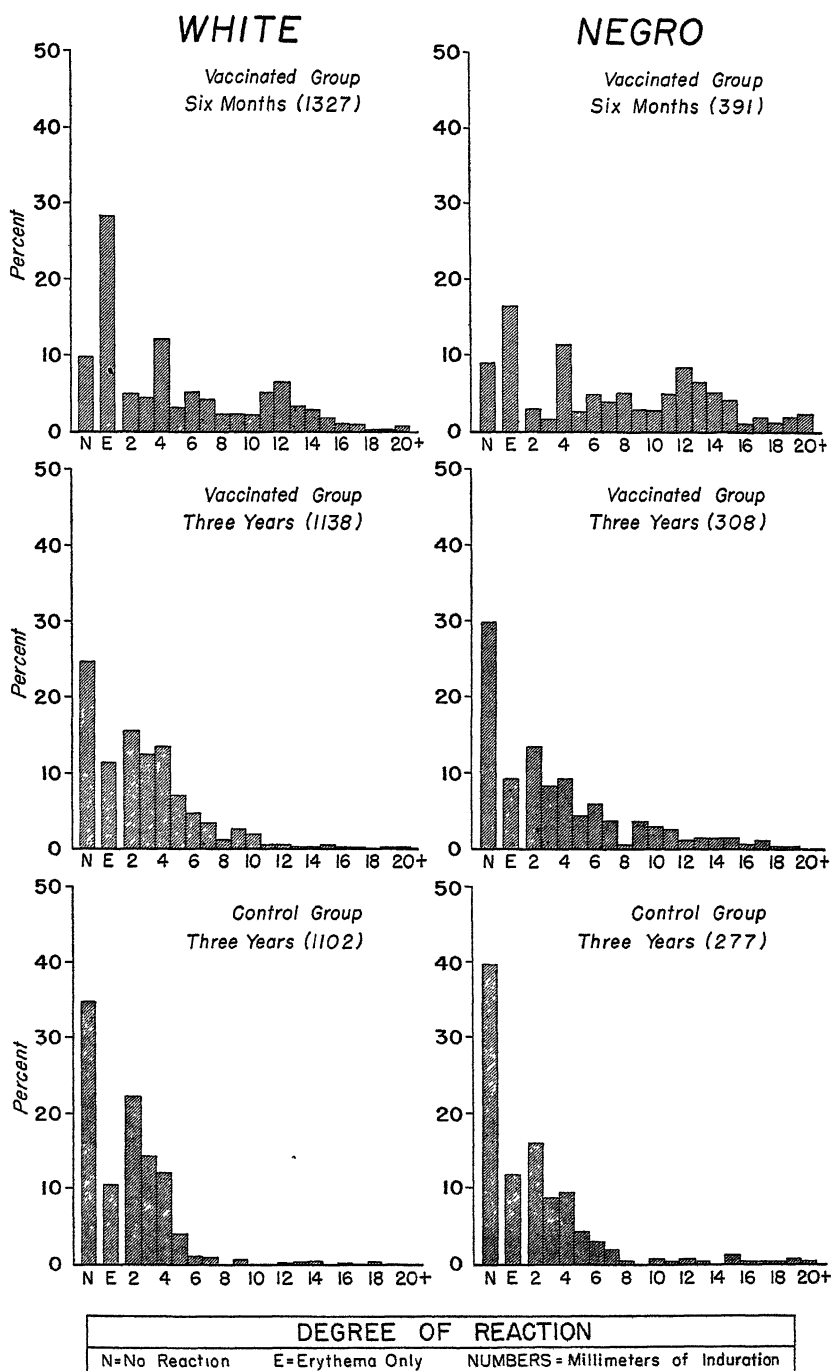 WHITE
NEGRO
50
40
30
20
10
0
Percent
Vaccinated Group
Six Months (1327)
N E 2 4 6 8 10 12 14 16 18 20+
50
40
30
20
10
0
Vaccinated Group
Six Months (391)
N E 2 4 6 8 10 12 14 16 18 20+
50
40
30
20
10
0
Percent
Vaccinated Group
Three Years (1138)
N E 2 4 6 8 10 12 14 16 18 20+
50
40
30
20
10
0
Vaccinated Group
Three Years (308)
N E 2 4 6 8 10 12 14 16 18 20+
50
40
30
20
10
0
Percent
Control Group
Three Years (1102)
N E 2 4 6 8 10 12 14 16 18 20+
50
40
30
20
10
0
Control Group
Three Years (277)
N E 2 4 6 8 10 12 14 16 18 20+
DEGREE OF REACTION
N=No Reaction E=Erythema Only NUMBERS=Millimeters of Induration